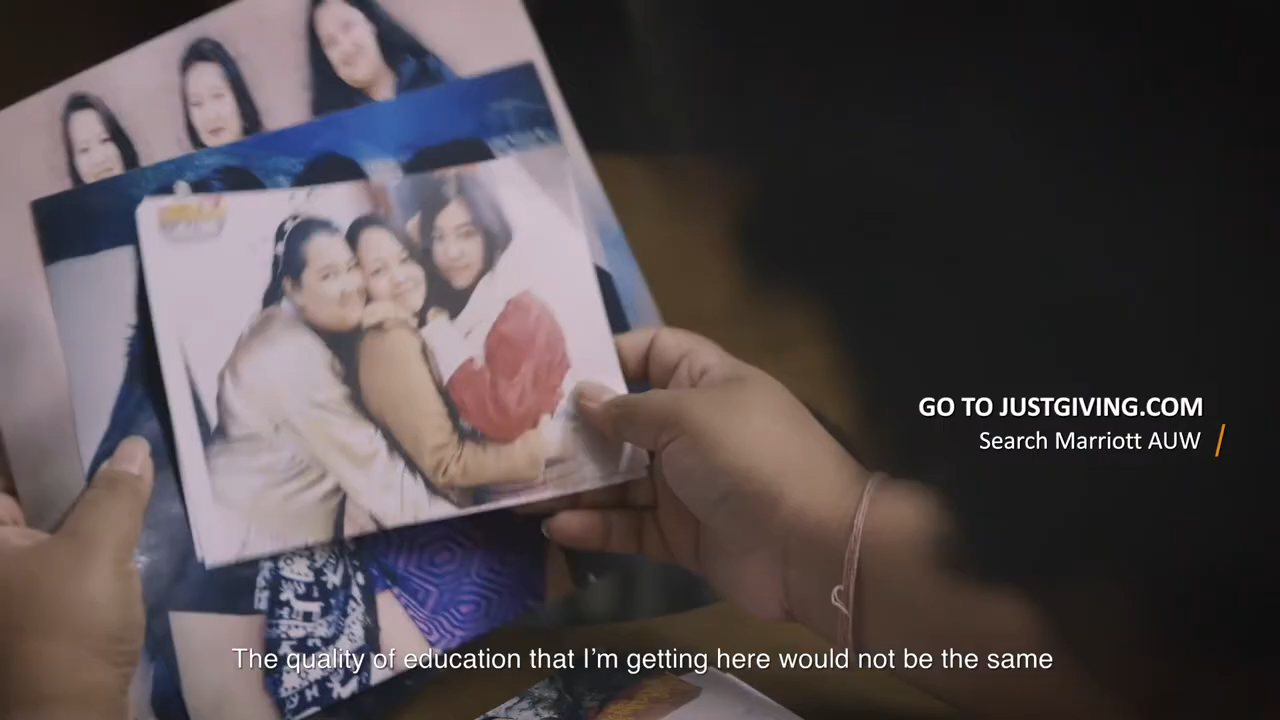 GO TO JUSTGIVING.COM
Search Marriott AUW
The quality of education that I'm getting here would not be the same